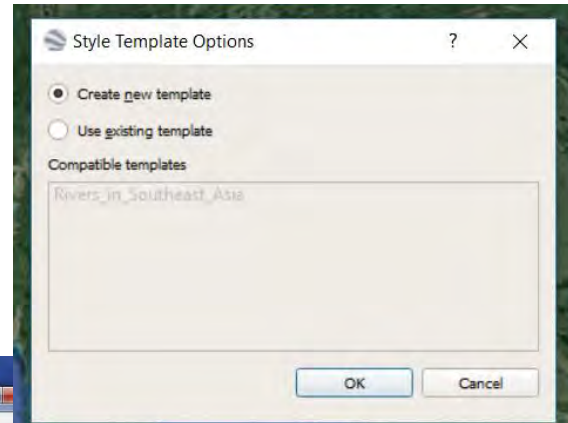 Style Template Options
Create new template
Use existing template
Compatible templates
Rivers_in_Southeast_Asia
OK
Cancel